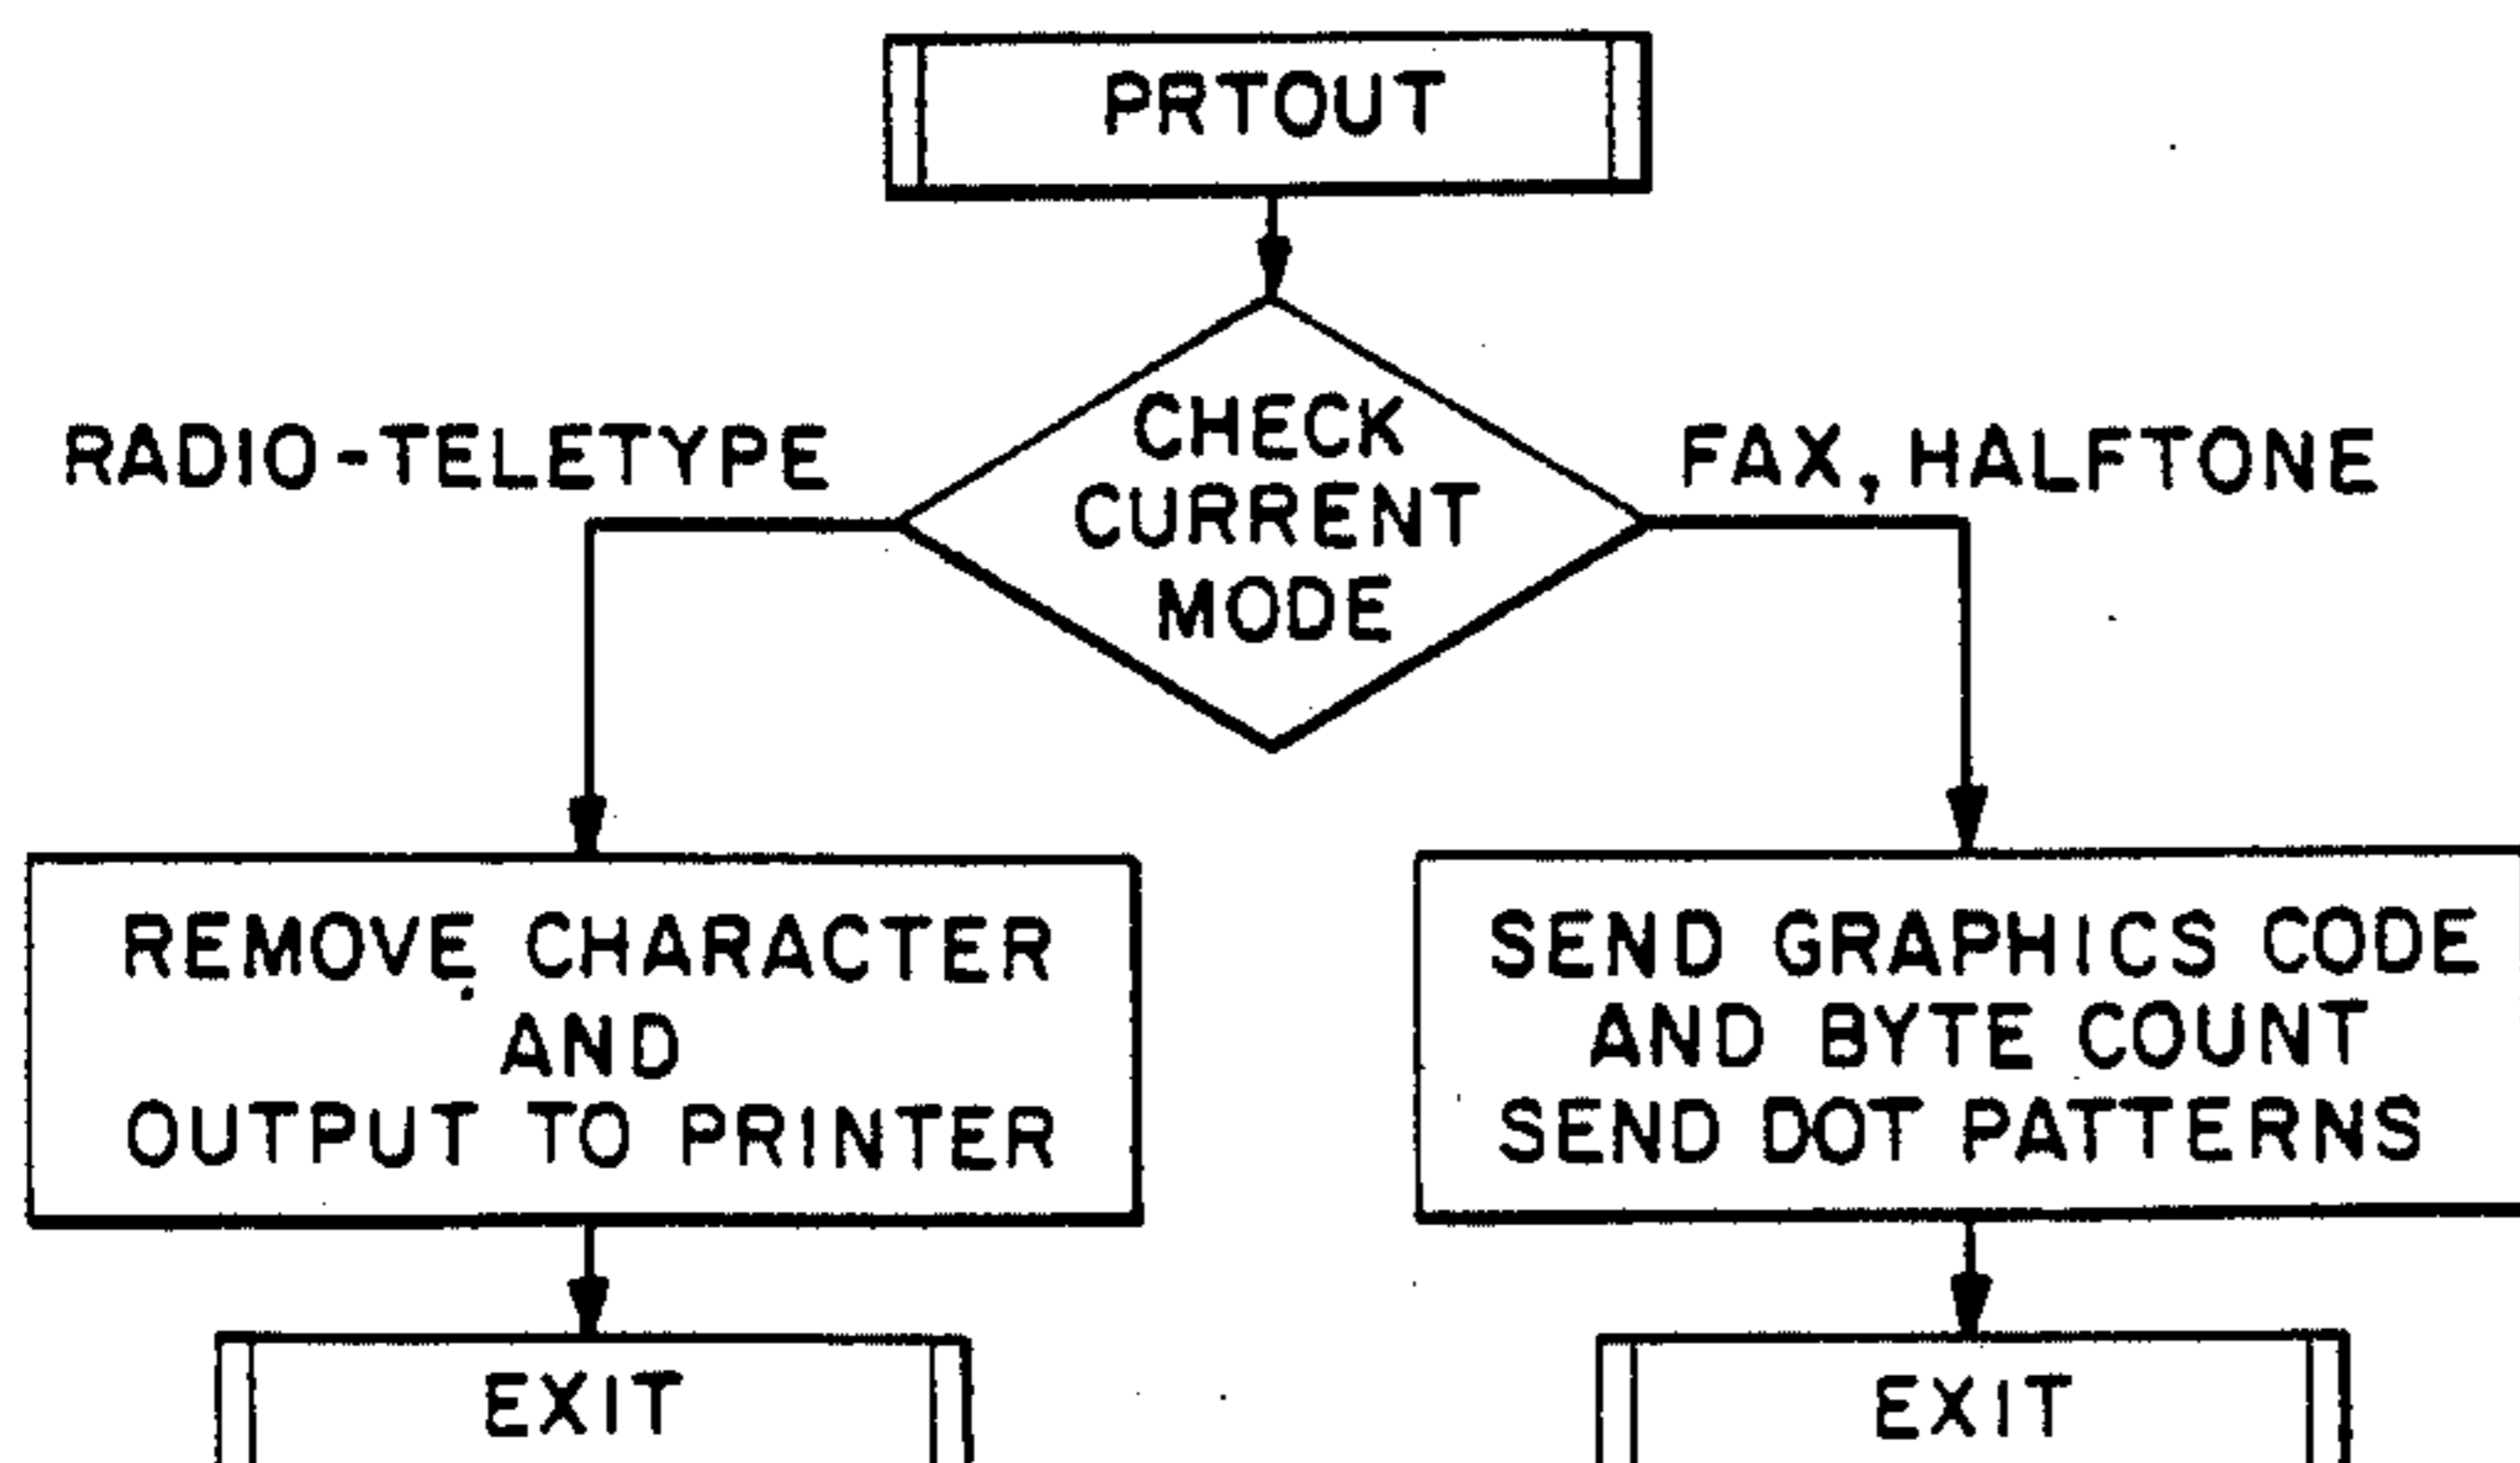 PRTOUT
CHECK
CURRENT
MODE
RADIO-TELETYPE
FAX, HALFTONE
REMOVE CHARACTER
AND
OUTPUT TO PRINTER
SEND GRAPHICS CODE
AND BYTE COUNT
SEND DOT PATTERNS
EXIT
EXIT